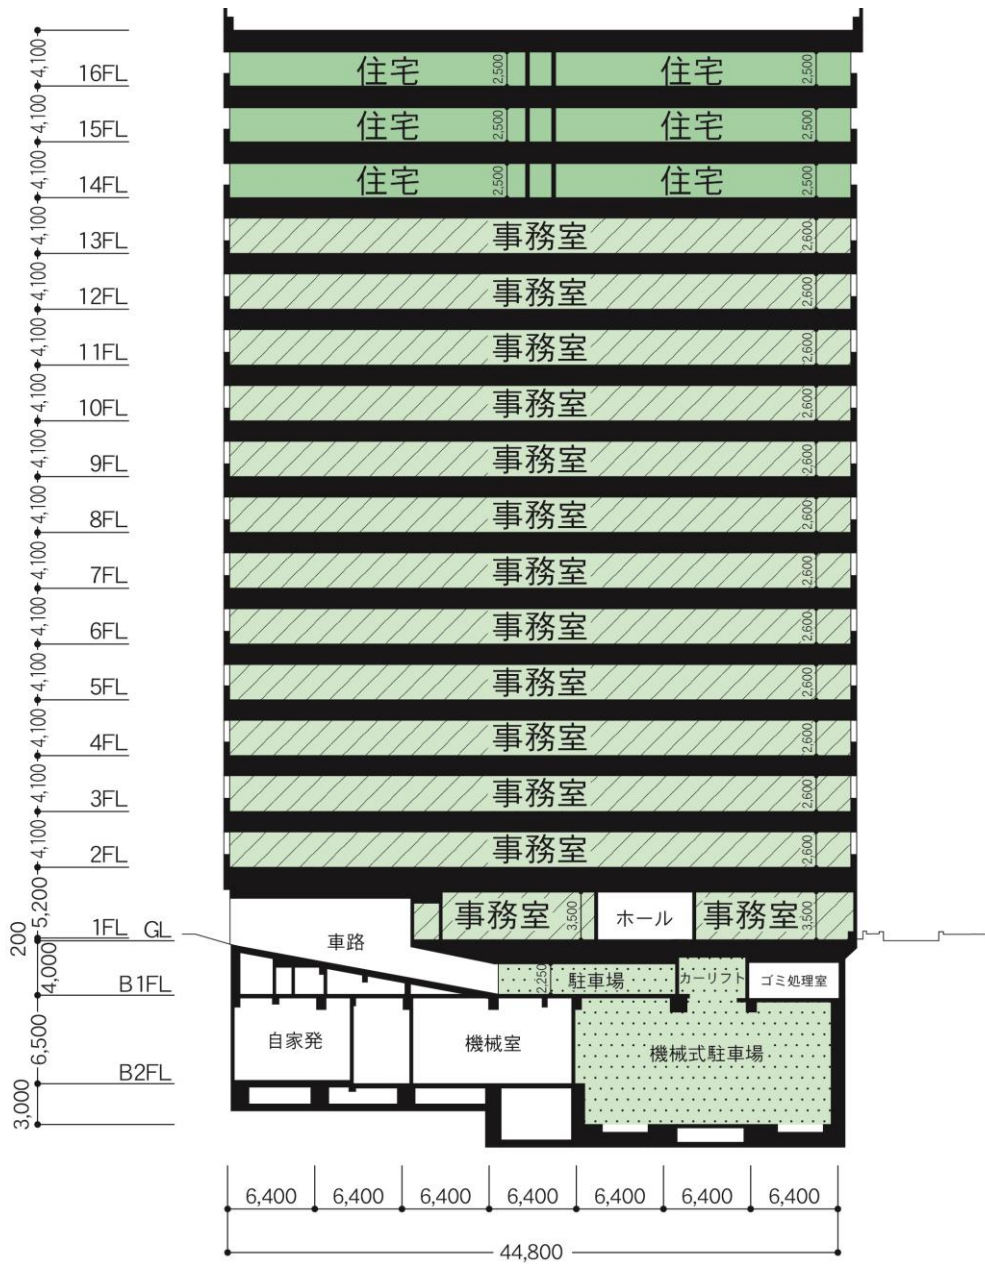 4,100
16FL 住宅 2,500 住宅 2,500
4,100
15FL 住宅 2,500 住宅 2,500
4,100
14FL 住宅 2,500 住宅 2,500
4,100
13FL 事務室 2,600
4,100
12FL 事務室 2,600
4,100
11FL 事務室 2,600
4,100
10FL 事務室 2,600
4,100
9FL 事務室 2,600
4,100
8FL 事務室 2,600
4,100
7FL 事務室 2,600
4,100
6FL 事務室 2,600
4,100
5FL 事務室 2,600
4,100
4FL 事務室 2,600
4,100
3FL 事務室 2,600
4,100
2FL 事務室 2,600
5,200
事務室 3,500 ホール 事務室 3,500
200 1FL GL 車路
4,000
B1FL 2,250 駐車場 カーリフト ゴミ処理室
6,500
自家発 機械室 機械式駐車場
B2FL
3,000
6,400 6,400 6,400 6,400 6,400 6,400 6,400
44,800